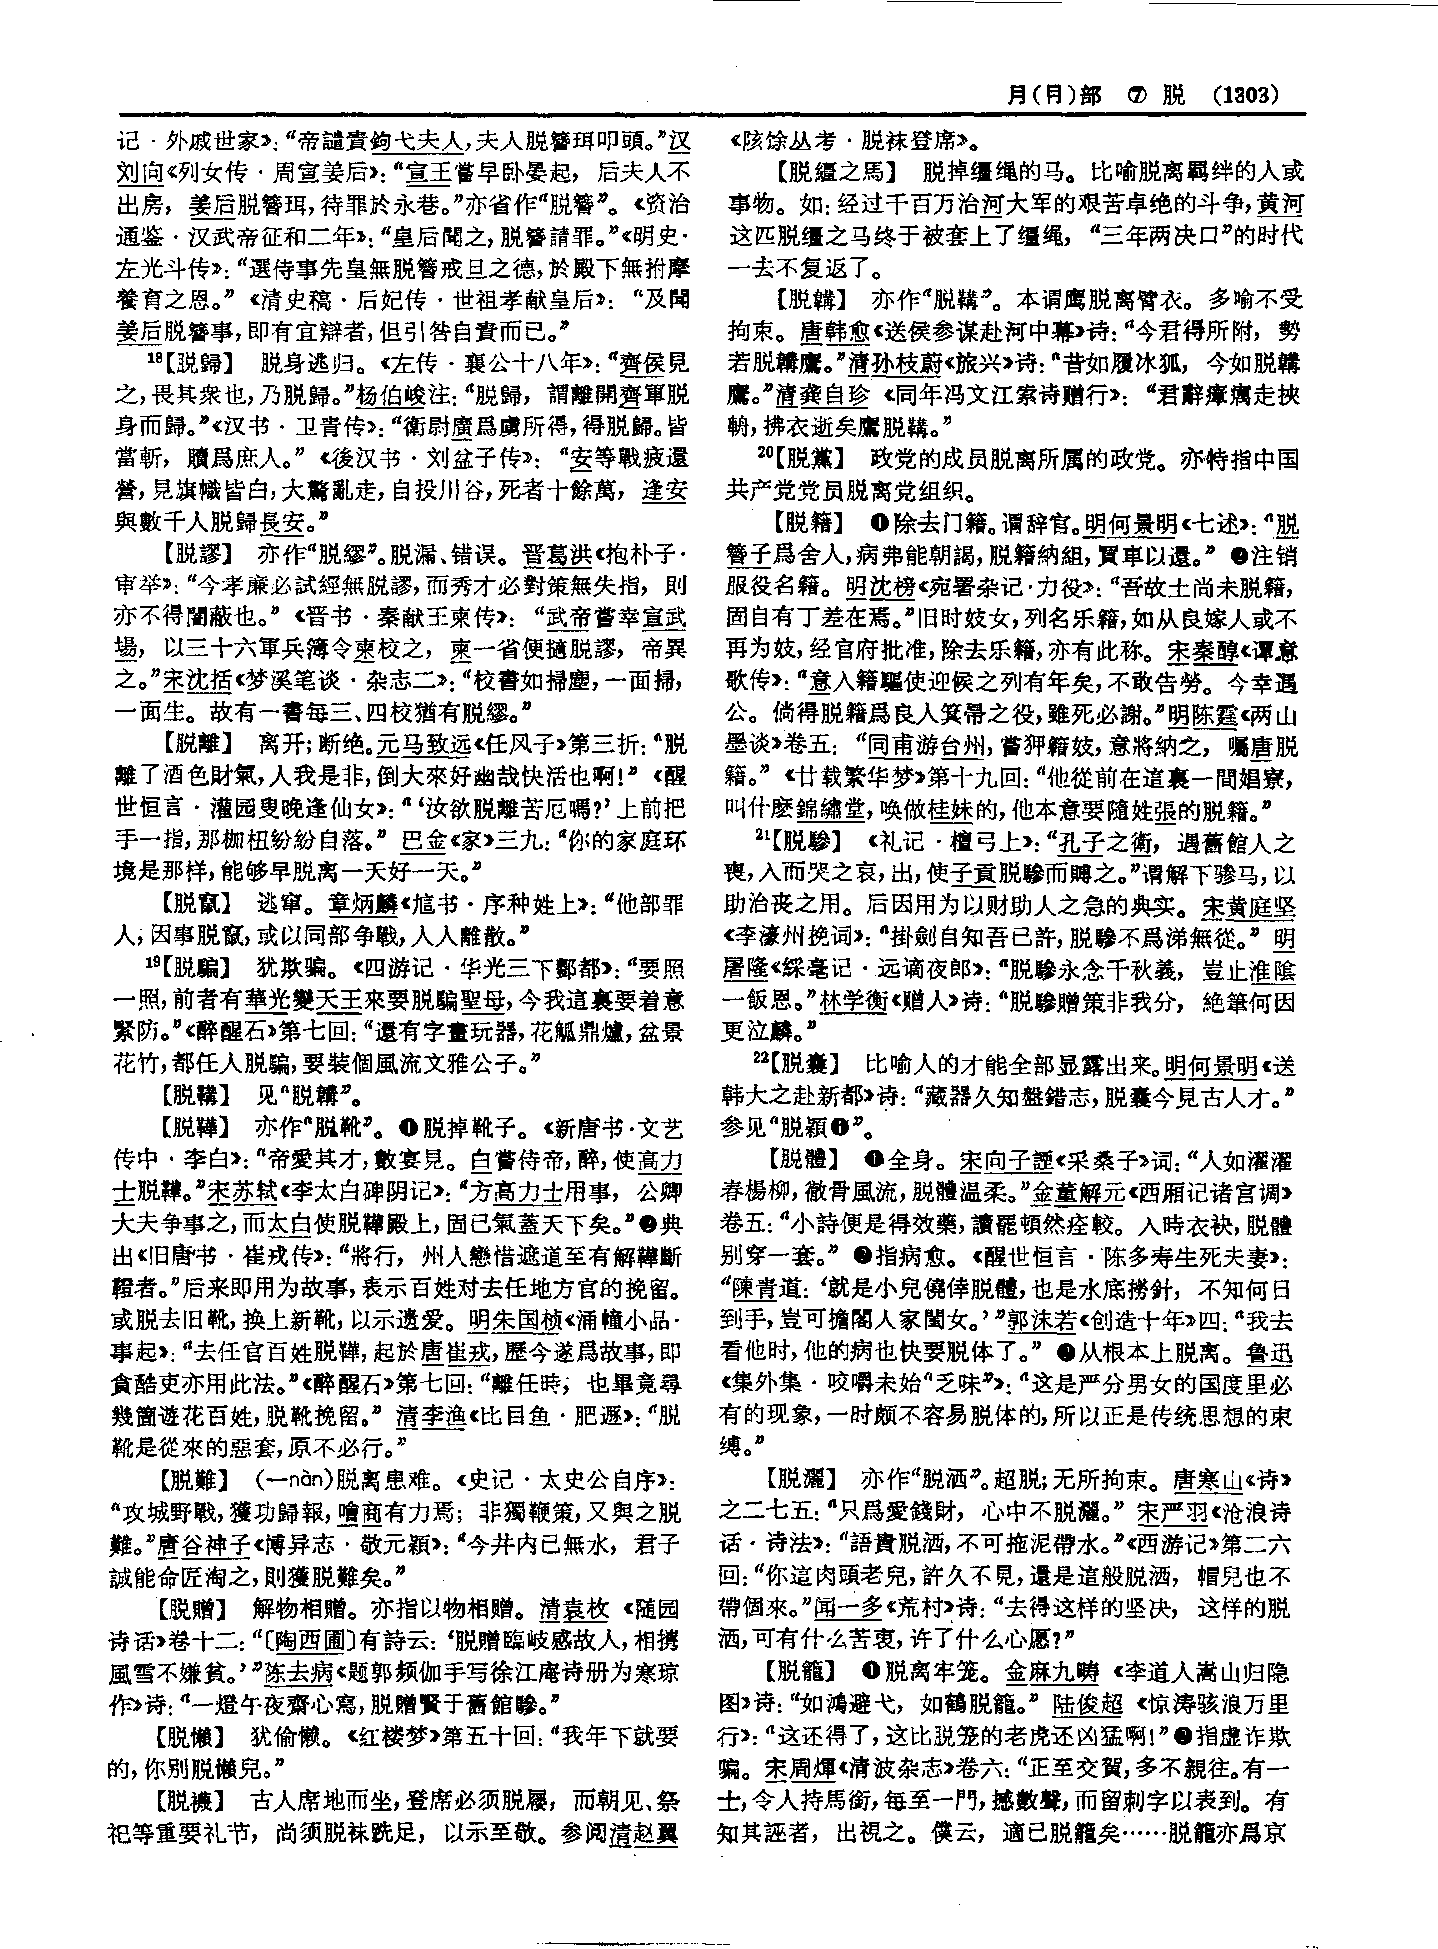 月(⺼)部 ⑦ 脱 (1303)
记·外戚世家》：“帝譴責鉤弋夫人，夫人脱簪珥叩頭。”汉
刘向《列女传·周宣姜后》：“宣王嘗早卧晏起，后夫人不
出房，姜后脱簪珥，待罪於永巷。”亦省作“脱簪”。《资治
通鉴·汉武帝征和二年》：“皇后聞之，脱簪請罪。”《明史·
左光斗传》：“選侍事先皇無脱簪戒旦之德，於殿下無拊摩
養育之恩。”《清史稿·后妃传·世祖孝献皇后》：“及聞
姜后脱簪事，即有宜辯者，但引咎自責而已。”
18【脱歸】 脱身逃归。《左传·襄公十八年》：“齊侯見
之，畏其衆也，乃脱歸。”杨伯峻注：“脱歸，謂離開齊軍脱
身而歸。”《汉书·卫青传》：“衛尉廣爲虜所得，得脱歸。皆
當斬，贖爲庶人。”《後汉书·刘盆子传》：“安等戰疲還
營，見旗幟皆白，大驚亂走，自投川谷，死者十餘萬，逢安
與數千人脱歸長安。”
【脱謬】 亦作“脱繆”。脱漏、错误。晋葛洪《抱朴子·
审举》：“今孝廉必試經無脱謬，而秀才必對策無失指，則
亦不得闇蔽也。”《晋书·秦献王柬传》：“武帝嘗幸宣武
場，以三十六軍兵簿令柬校之，柬一省便擿脱謬，帝異
之。”宋沈括《梦溪笔谈·杂志二》：“校書如掃塵，一面掃，
一面生。故有一書每三、四校猶有脱繆。”
【脱離】 离开；断绝。元马致远《任风子》第三折：“脱
離了酒色財氣，人我是非，倒大來好幽哉快活也啊！”《醒
世恒言·灌园叟晚逢仙女》：“‘汝欲脱離苦厄嗎？’上前把
手一指，那枷杻紛紛自落。”巴金《家》三九：“你的家庭环
境是那样，能够早脱离一天好一天。”
【脱竄】 逃窜。章炳麟《訄书·序种姓上》：“他部罪
人，因事脱竄，或以同部争戰，人人離散。”
19【脱騙】 犹欺骗。《四游记·华光三下酆都》：“要照
一照，前者有華光變天王來要脱騙聖母，今我這裏要着意
緊防。”《醉醒石》第七回：“還有字畫玩器，花觚鼎爐，盆景
花竹，都任人脱騙，要裝個風流文雅公子。”
【脱鞲】 见“脱韝”。
【脱鞾】 亦作“脱靴”。❶脱掉靴子。《新唐书·文艺
传中·李白》：“帝愛其才，數宴見。白嘗侍帝，醉，使高力
士脱鞾。”宋苏轼《李太白碑阴记》：“方高力士用事，公卿
大夫争事之，而太白使脱鞾殿上，固已氣蓋天下矣。”❷典
出《旧唐书·崔戎传》：“將行，州人戀惜遮道至有解鞾斷
鞓者。”后来即用为故事，表示百姓对去任地方官的挽留。
或脱去旧靴，换上新靴，以示遗爱。明朱国桢《涌幢小品·
事起》：“去任官百姓脱鞾，起於唐崔戎，歷今遂爲故事，即
貪酷吏亦用此法。”《醉醒石》第七回：“離任時，也畢竟尋
幾箇遊花百姓，脱靴挽留。”清李渔《比目鱼·肥遯》：“脱
靴是從來的惡套，原不必行。”
【脱難】 (—nàn)脱离患难。《史记·太史公自序》：
“攻城野戰，獲功歸報，噲商有力焉；非獨鞭策，又與之脱
難。”唐谷神子《博异志·敬元颖》：“今井内已無水，君子
誠能命匠淘之，則獲脱難矣。”
【脱贈】 解物相赠。亦指以物相赠。清袁枚《随园
诗话》卷十二：“〔陶西圃〕有詩云：‘脱贈臨岐感故人，相携
風雪不嫌貧。’”陈去病《题郭频伽手写徐江庵诗册为寒琼
作》诗：“一燈午夜齋心寫，脱贈賢于舊館驂。”
【脱懒】 犹偷懒。《红楼梦》第五十回：“我年下就要
的，你别脱懒兒。”
【脱襪】 古人席地而坐，登席必须脱屦，而朝见、祭
祀等重要礼节，尚须脱袜跣足，以示至敬。参阅清赵翼
《陔馀丛考·脱袜登席》。
【脱繮之馬】 脱掉缰绳的马。比喻脱离羁绊的人或
事物。如：经过千百万治河大军的艰苦卓绝的斗争，黄河
这匹脱缰之马终于被套上了缰绳，“三年两决口”的时代
一去不复返了。
【脱韝】 亦作“脱鞲”。本谓鹰脱离臂衣。多喻不受
拘束。唐韩愈《送侯参谋赴河中幕》诗：“今君得所附，勢
若脱韝鷹。”清孙枝蔚《旅兴》诗：“昔如履冰狐，今如脱韝
鷹。”清龚自珍《同年冯文江索诗赠行》：“君辭瘴癘走挾
輈，拂衣逝矣鷹脱鞲。”
20【脱黨】 政党的成员脱离所属的政党。亦特指中国
共产党党员脱离党组织。
【脱籍】 ❶除去门籍。谓辞官。明何景明《七述》：“脱
簪子爲舍人，病弗能朝謁，脱籍納組，買車以還。”❷注销
服役名籍。明沈榜《宛署杂记·力役》：“吾故土尚未脱籍，
固自有丁差在焉。”旧时妓女，列名乐籍，如从良嫁人或不
再为妓，经官府批准，除去乐籍，亦有此称。宋秦醇《谭意
歌传》：“意入籍驅使迎候之列有年矣，不敢告勞。今幸遇
公。倘得脱籍爲良人箕帚之役，雖死必謝。”明陈霆《两山
墨谈》卷五：“同甫游台州，嘗狎籍妓，意將納之，囑唐脱
籍。”《廿载繁华梦》第十九回：“他從前在這裏一間娼寮，
叫什麽錦繡堂，唤做桂妹的，他本意要隨姓張的脱籍。”
21【脱驂】 《礼记·檀弓上》：“孔子之衛，遇舊館人之
喪，入而哭之哀，出，使子貢脱驂而賻之。”谓解下骖马，以
助治丧之用。后因用为以财助人之急的典实。宋黄庭坚
《李濠州挽词》：“掛劍自知吾已許，脱驂不爲涕無從。”明
屠隆《綵毫记·远谪夜郎》：“脱驂永念千秋義，豈止淮陰
一飯恩。”林学衡《赠人》诗：“脱驂贈策非我分，絶筆何因
更泣麟。”
22【脱囊】 比喻人的才能全部显露出来。明何景明《送
韩大之赴新都》诗：“藏器久知盤錯志，脱囊今見古人才。”
参见“脱穎❶”。
【脱體】 ❶全身。宋向子諲《采桑子》词：“人如濯濯
春楊柳，徹骨風流，脱體温柔。”金董解元《西厢记诸宫调》
卷五：“小詩便是得效藥，讀罷頓然痊較。入時衣袂，脱體
别穿一套。”❷指病愈。《醒世恒言·陈多寿生死夫妻》：
“陳青道：‘就是小兒僥倖脱體，也是水底撈針，不知何日
到手，豈可擔閣人家閨女。’”郭沫若《创造十年》四：“我去
看他时，他的病也快要脱体了。”❸从根本上脱离。鲁迅
《集外集·咬嚼未始“乏味”》：“这是严分男女的国度里必
有的现象，一时颇不容易脱体的，所以正是传统思想的束
缚。”
【脱灑】 亦作“脱洒”。超脱；无所拘束。唐寒山《诗》
之二七五：“只爲愛錢財，心中不脱灑。”宋严羽《沧浪诗
话·诗法》：“語貴脱洒，不可拖泥帶水。”《西游记》第二六
回：“你這肉頭老兒，許久不見，還是這般脱洒，帽兒也不
帶個來。”闻一多《荒村》诗：“去得这样的坚决，这样的脱
洒，可有什么苦衷，许了什么心愿？”
【脱籠】 ❶脱离牢笼。金麻九畴《李道人嵩山归隐
图》诗：“如鴻避弋，如鶴脱籠。”陆俊超《惊涛骇浪万里
行》：“这还得了，这比脱笼的老虎还凶猛啊！”❷指虚诈欺
骗。宋周煇《清波杂志》卷六：“正至交賀，多不親往。有一
士，令人持馬銜，每至一門，撼數聲，而留刺字以表到。有
知其誣者，出視之。僕云，適已脱籠矣……脱籠亦爲京